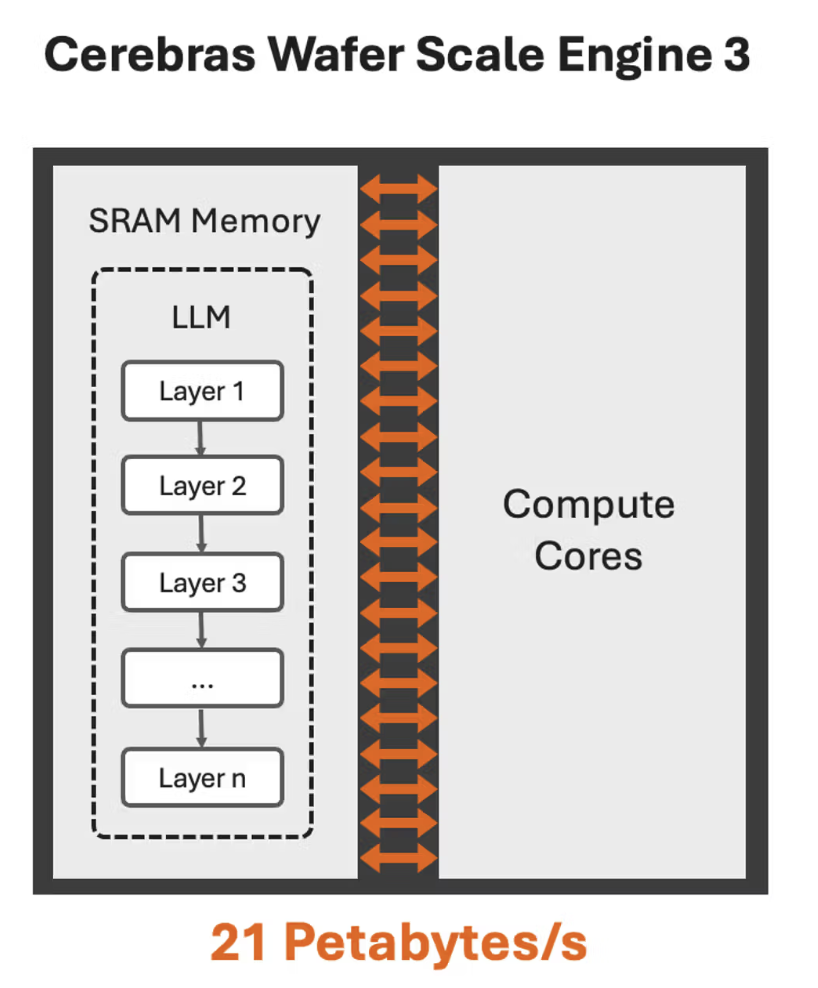 Cerebras Wafer Scale Engine 3
SRAM Memory
LLM
Layer 1
Layer 2
Layer 3
...
Layer n
Compute
Cores
21 Petabytes/s